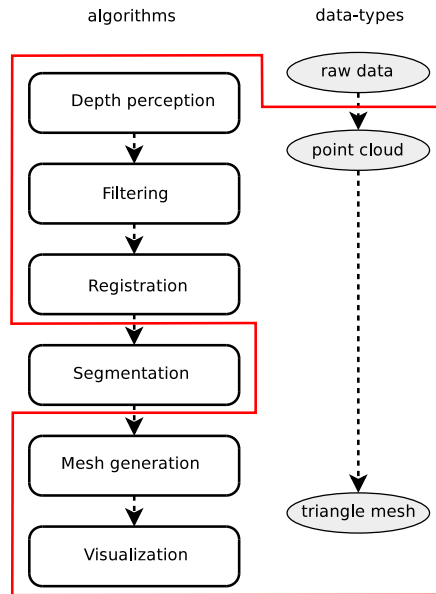 algorithms
data-types
raw data
Depth perception
point cloud
Filtering
Registration
Segmentation
Mesh generation
triangle mesh
Visualization